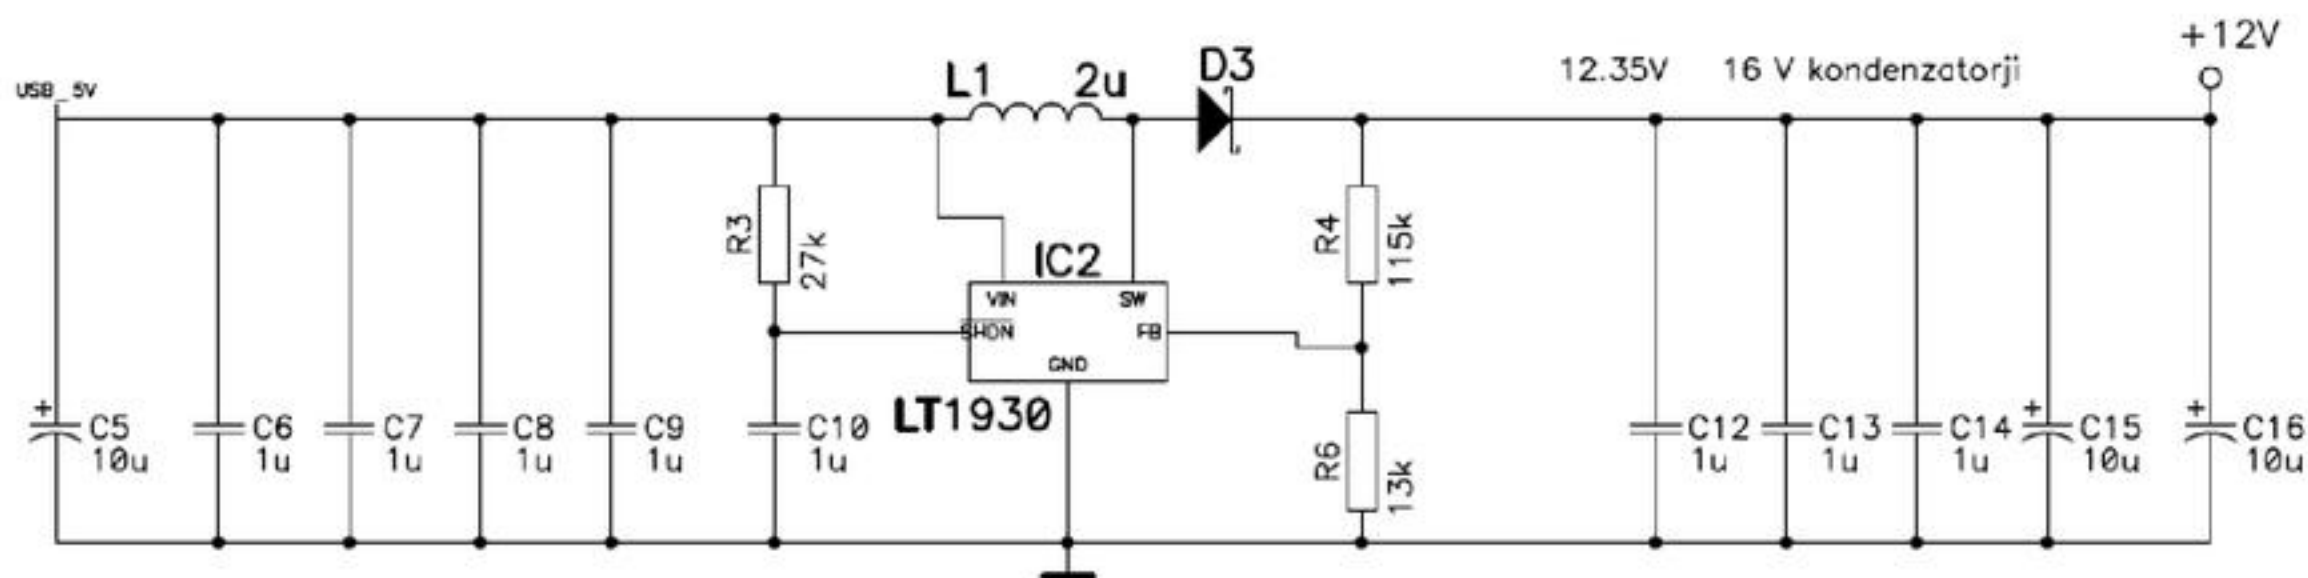 +12V
USB_5V
L1
2u
D3
12.35V
16 V kondenzatorji
R3
27k
IC2
VIN
SW
SHDN
FB
GND
LT1930
R4
115k
R6
13k
C5
10u
C6
1u
C7
1u
C8
1u
C9
1u
C10
1u
C12
1u
C13
1u
C14
1u
+
C15
10u
+
C16
10u
+